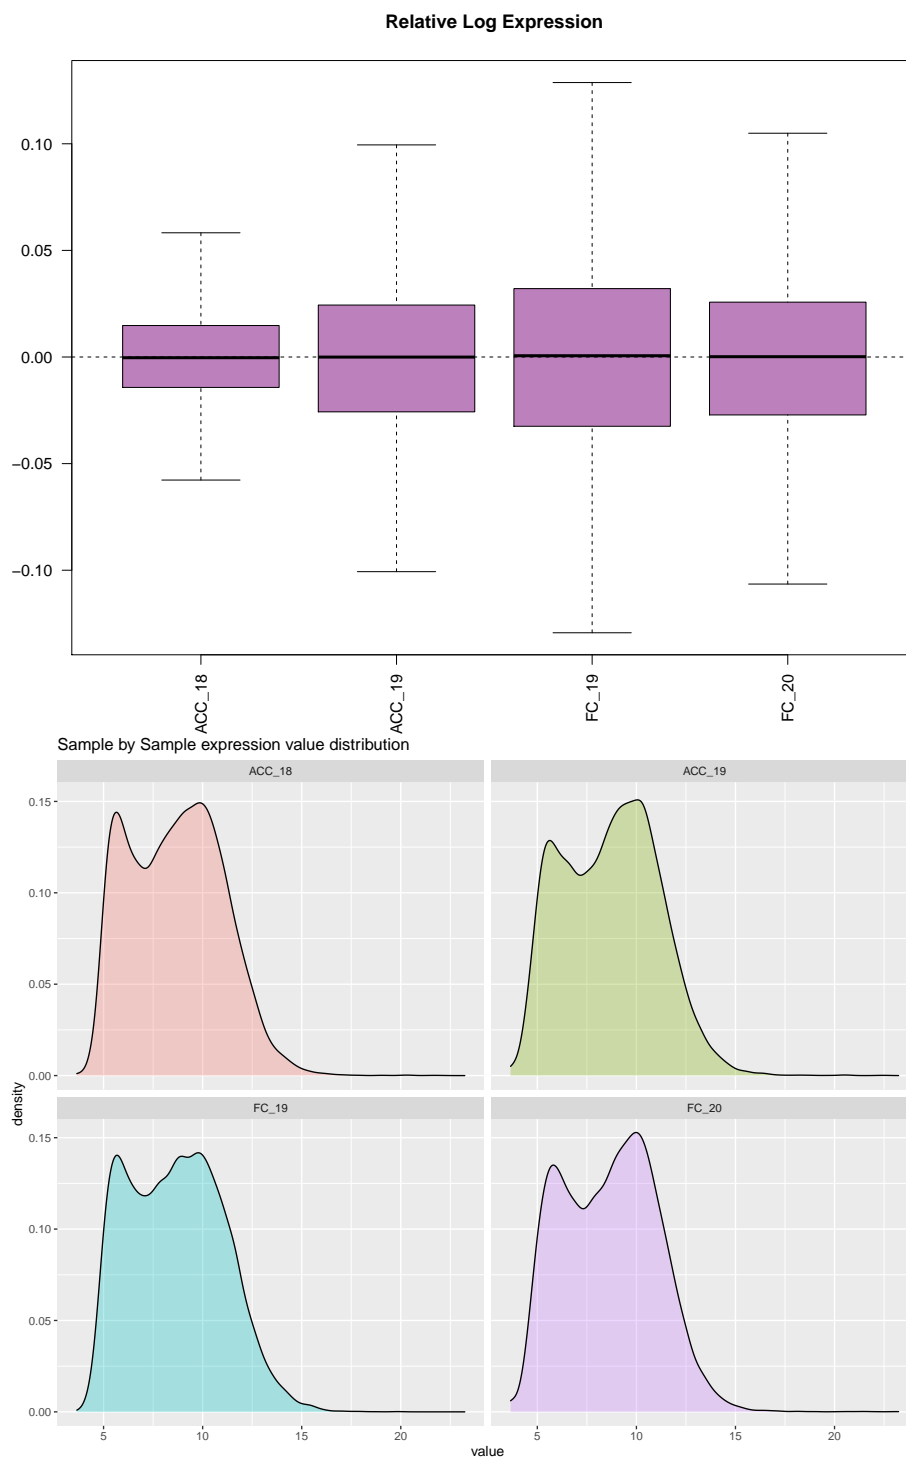 Relative Log Expression
0.10
0.05
0.00
−0.05
−0.10
ACC_18
ACC_19
FC_19
FC_20
Sample by Sample expression value distribution
ACC_18
ACC_19
0.15
0.10
0.05
0.00
density
FC_19
FC_20
0.15
0.10
0.05
0.00
5
10
15
20
5
10
15
20
value